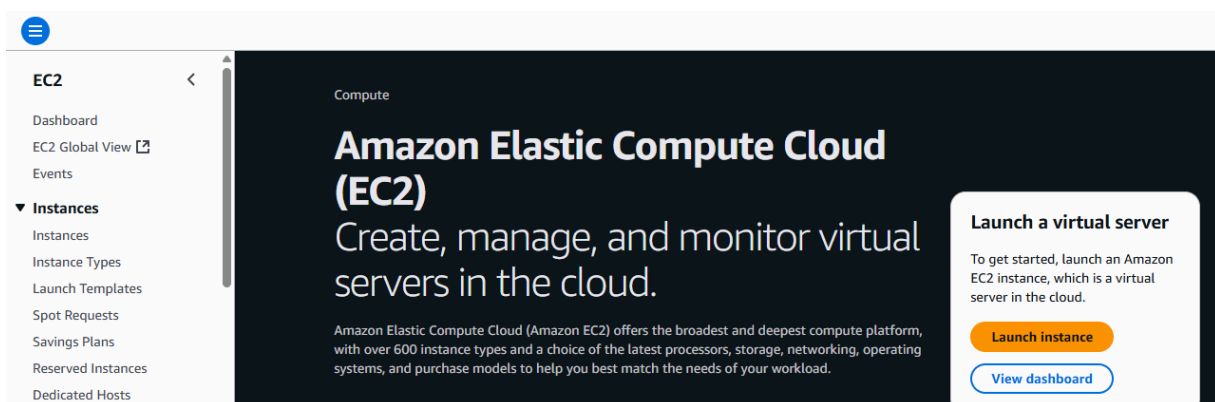 EC2
Dashboard
EC2 Global View
Events
Instances
Instances
Instance Types
Launch Templates
Spot Requests
Savings Plans
Reserved Instances
Dedicated Hosts
Compute
Amazon Elastic Compute Cloud
(EC2)
Create, manage, and monitor virtual
servers in the cloud.
Amazon Elastic Compute Cloud (Amazon EC2) offers the broadest and deepest compute platform,
with over 600 instance types and a choice of the latest processors, storage, networking, operating
systems, and purchase models to help you best match the needs of your workload.
Launch a virtual server
To get started, launch an Amazon
EC2 instance, which is a virtual
server in the cloud.
Launch instance
View dashboard